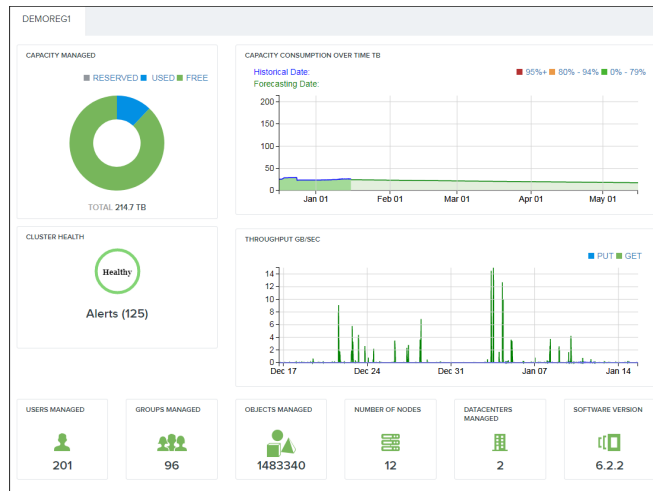 DEMOREG1
CAPACITY MANAGED
RESERVED USED FREE
TOTAL 214.7 TB
CAPACITY CONSUMPTION OVER TIME TB
Historical Date:
95%+ 80% - 94% 0% - 79%
Forecasting Date:
200
150
100
50
0
Jan 01 Feb 01 Mar 01 Apr 01 May 01
CLUSTER HEALTH
Healthy
Alerts (125)
THROUGHPUT GB/SEC
PUT GET
14
12
10
8
6
4
2
0
Dec 17 Dec 24 Dec 31 Jan 07 Jan 14
USERS MANAGED
201
GROUPS MANAGED
96
OBJECTS MANAGED
1483340
NUMBER OF NODES
12
DATACENTERS
MANAGED
2
SOFTWARE VERSION
6.2.2